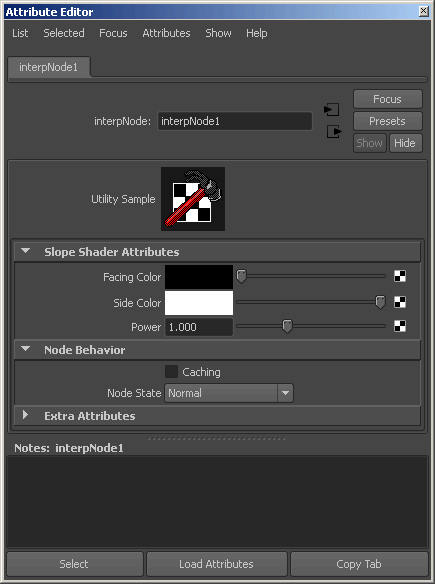 Attribute Editor
List Selected Focus Attributes Show Help
interpNode1
Focus
interpNode: interpNode1
Presets
Show Hide
Utility Sample
Slope Shader Attributes
Facing Color
Side Color
Power 1.000
Node Behavior
Caching
Node State Normal
Extra Attributes
Notes: interpNode1
Select Load Attributes Copy Tab